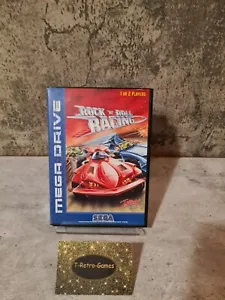 1 OR 2 PLAYERS
ROCK N' ROLL
RACING
MEGA DRIVE
SEGA
T-Retro-Games